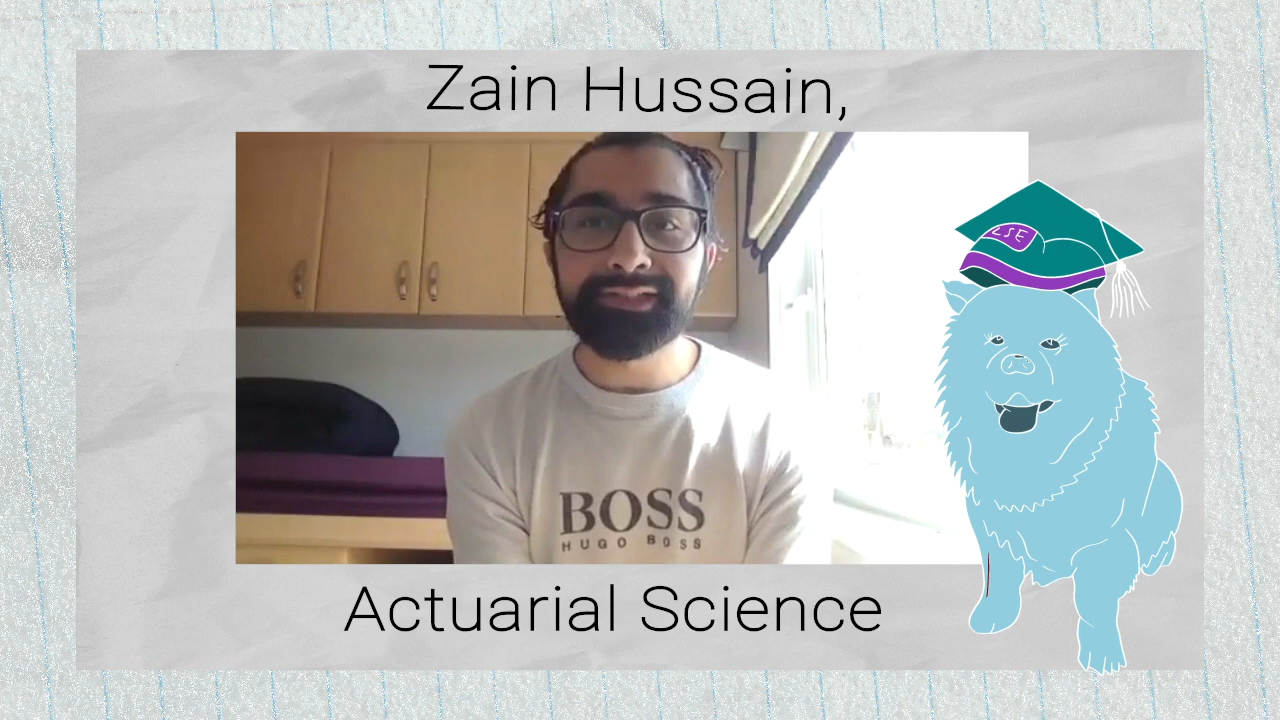 Zain Hussain,
LSE
BOSS
HUGO BOSS
Actuarial Science